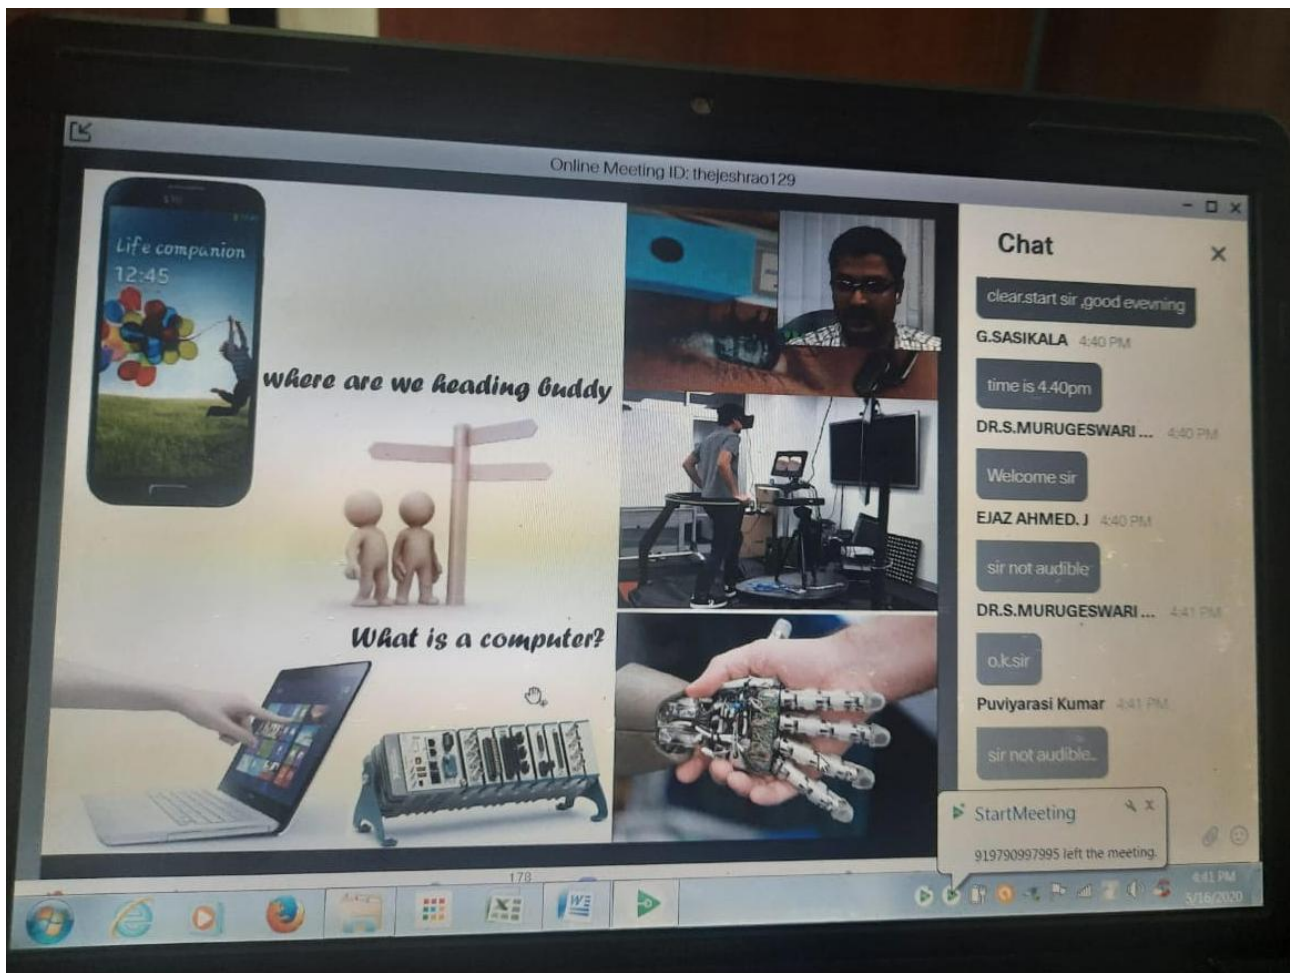 Online Meeting ID: thejeshrao129
Life companion
12:45
where are we heading buddy
What is a computer?
Chat
clear.start sir ,good evevning
G.SASIKALA 4:40 PM
time is 4.40pm
DR.S.MURUGESWARI ... 4:40 PM
Welcome sir
EJAZ AHMED. J 4:40 PM
sir not audible
DR.S.MURUGESWARI ... 4:41 PM
o.k.sir
Puviyarasi Kumar 4:41 PM
sir not audible..
StartMeeting
919790997995 left the meeting.
178
4:41 PM
5/16/2020